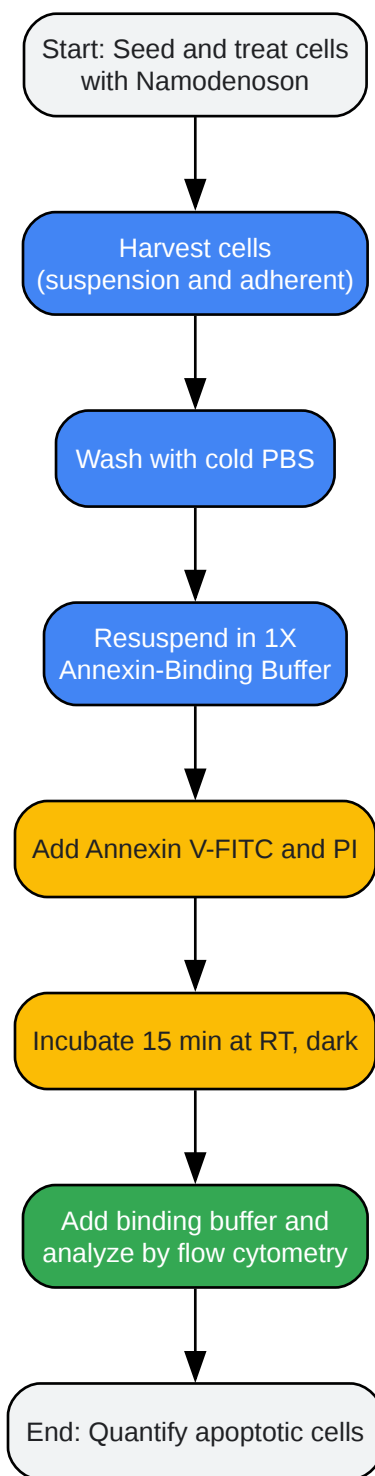 Start: Seed and treat cells
with Namodenoson
Harvest cells
(suspension and adherent)
Wash with cold PBS
Resuspend in 1X
Annexin-Binding Buffer
Add Annexin V-FITC and PI
Incubate 15 min at RT, dark
Add binding buffer and
analyze by flow cytometry
End: Quantify apoptotic cells